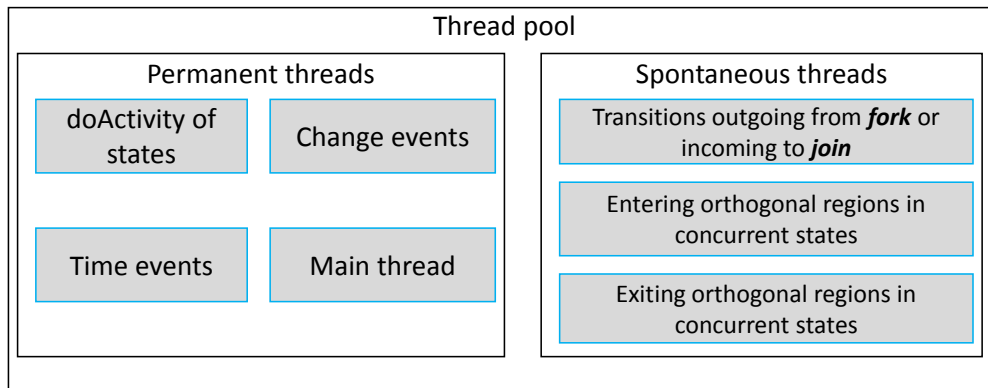 Thread pool
Permanent threads
doActivity of
states
Change events
Time events
Main thread
Spontaneous threads
Transitions outgoing from fork or
incoming to join
Entering orthogonal regions in
concurrent states
Exiting orthogonal regions in
concurrent states